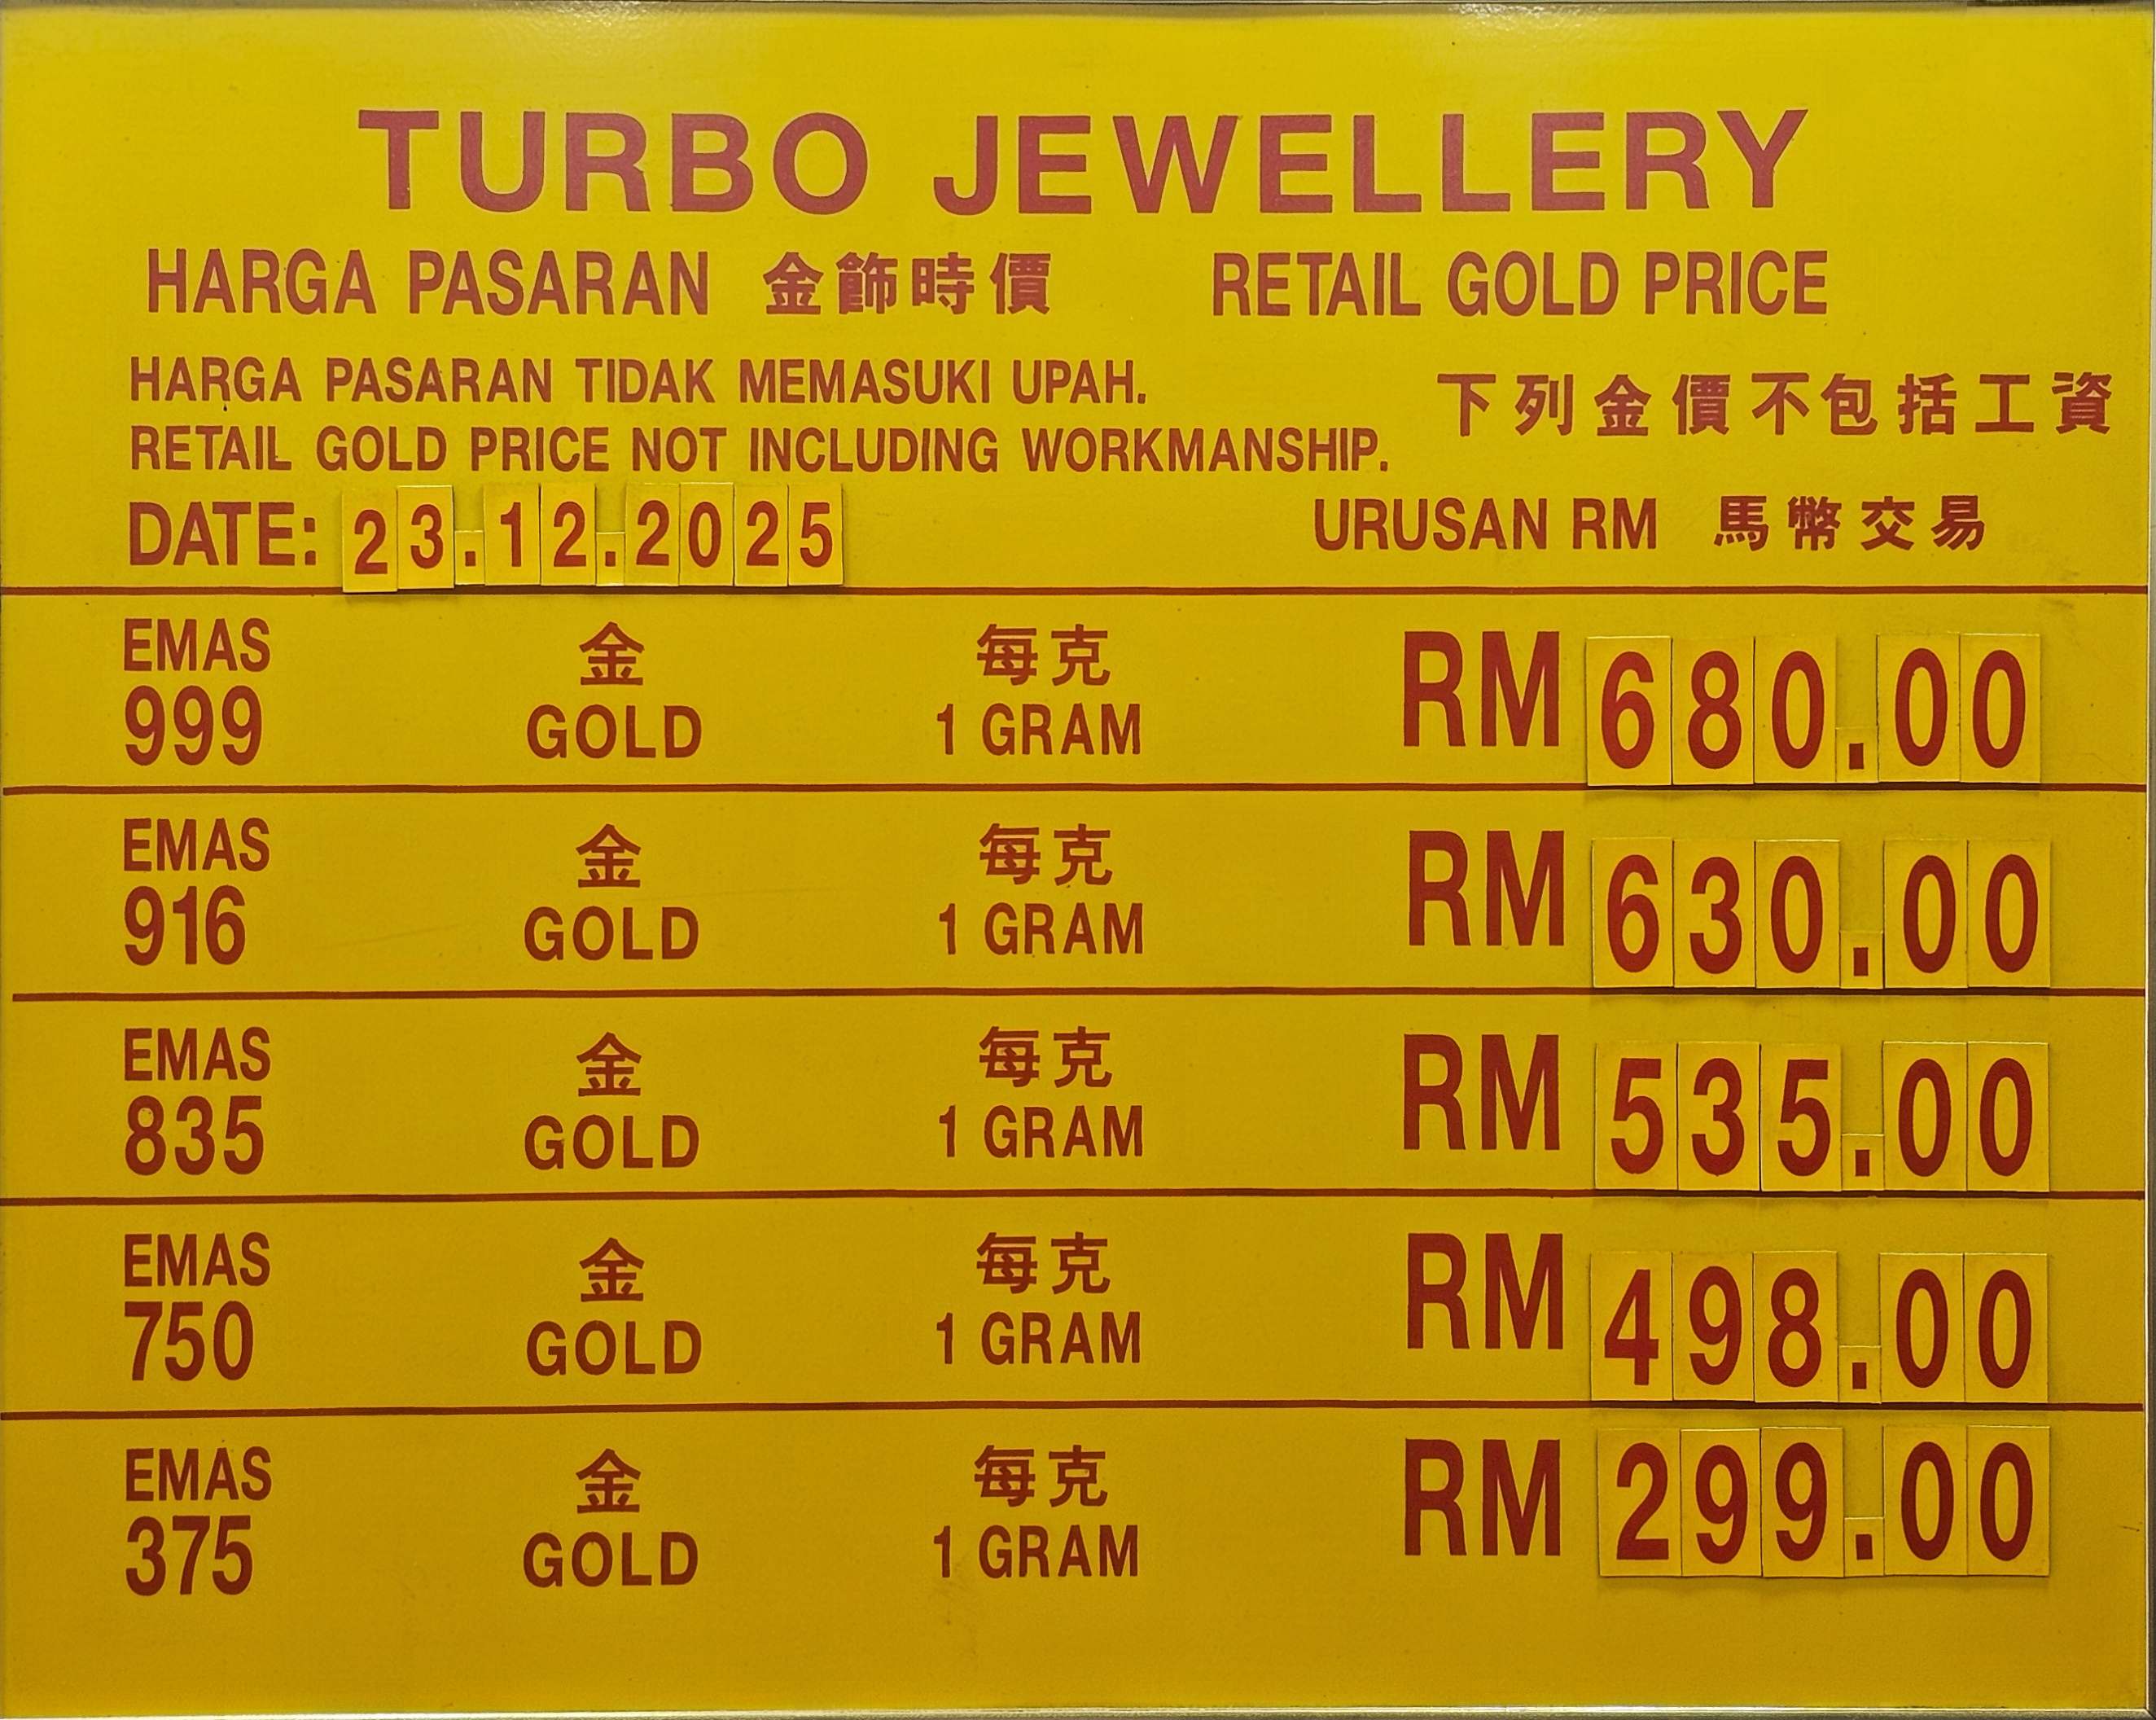 TURBO JEWELLERY
HARGA PASARAN 金飾時價 RETAIL GOLD PRICE
HARGA PASARAN TIDAK MEMASUKI UPAH.
下列金價不包括工資
RETAIL GOLD PRICE NOT INCLUDING WORKMANSHIP.
DATE: 23.12.2025 URUSAN RM 馬幣交易
EMAS 金 每克
999 GOLD 1 GRAM RM 680.00
EMAS 金 每克
916 GOLD 1 GRAM RM 630.00
EMAS 金 每克
835 GOLD 1 GRAM RM 535.00
EMAS 金 每克
750 GOLD 1 GRAM RM 498.00
EMAS 金 每克
375 GOLD 1 GRAM RM 299.00